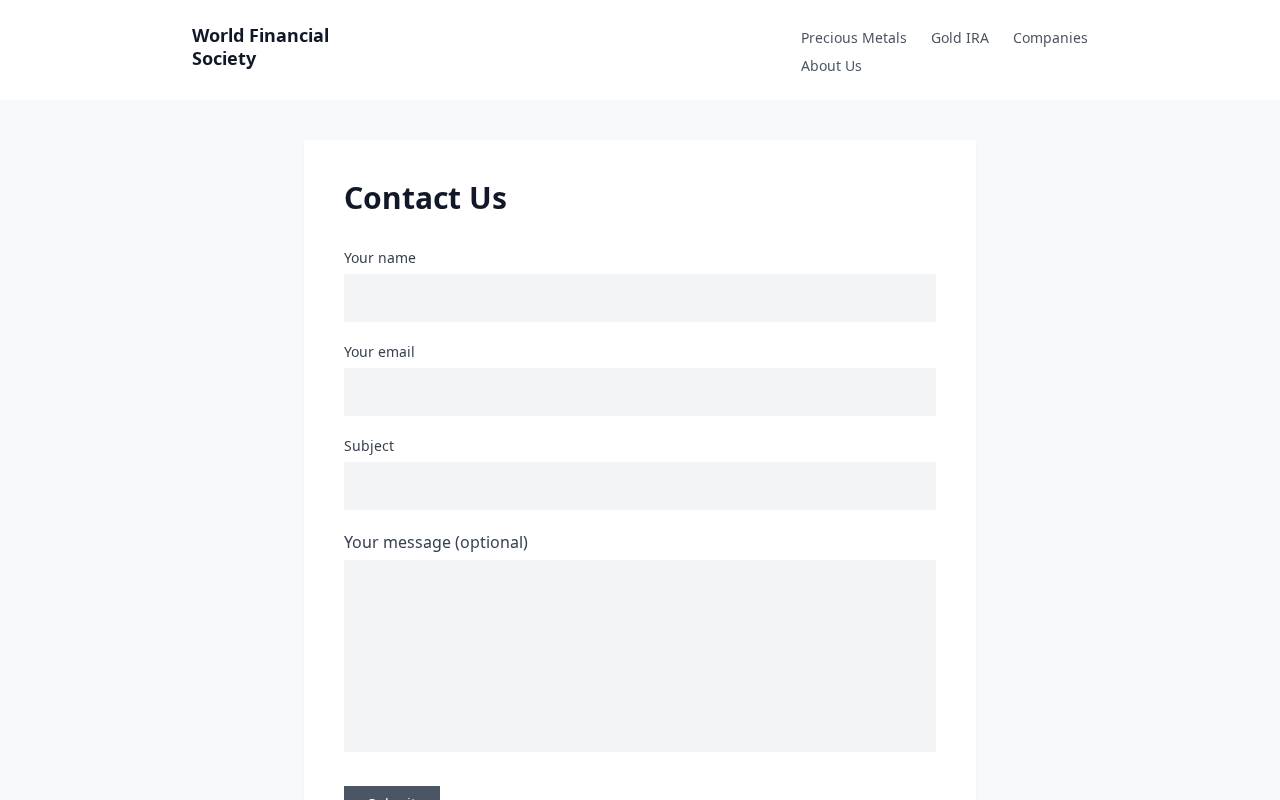 World Financial
Society
Precious Metals Gold IRA Companies
About Us
Contact Us
Your name
Your email
Subject
Your message (optional)
Submit